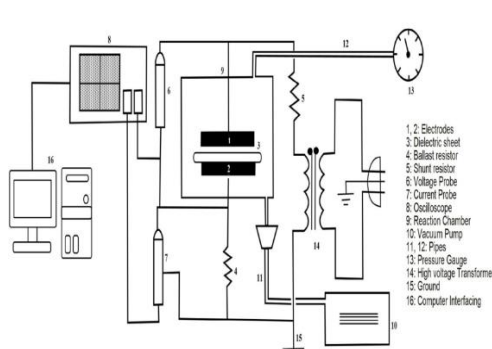 8
12
9
6
5
13
1
3
2
16
7
4
14
11
10
15
1, 2: Electrodes
3: Dielectric sheet
4: Ballast resistor
5: Shunt resistor
6: Voltage Probe
7: Current Probe
8: Oscilloscope
9: Reaction Chamber
10: Vacuum Pump
11, 12: Pipes
13: Pressure Gauge
14: High voltage Transforme
15: Ground
16: Computer Interfacing